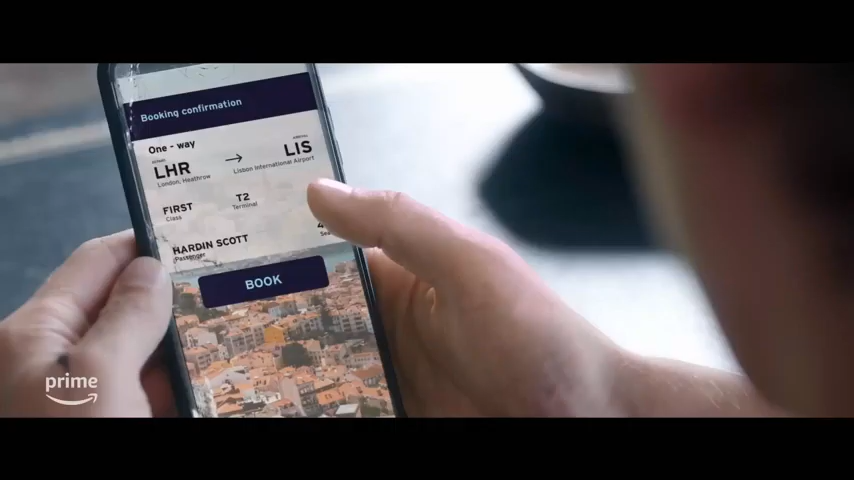 Booking confirmation
One - way
LHR → LIS
London, Heathrow
Lisbon International Airport
FIRST
Class
T2
Terminal
4
HARDIN SCOTT
Passenger
BOOK
prime